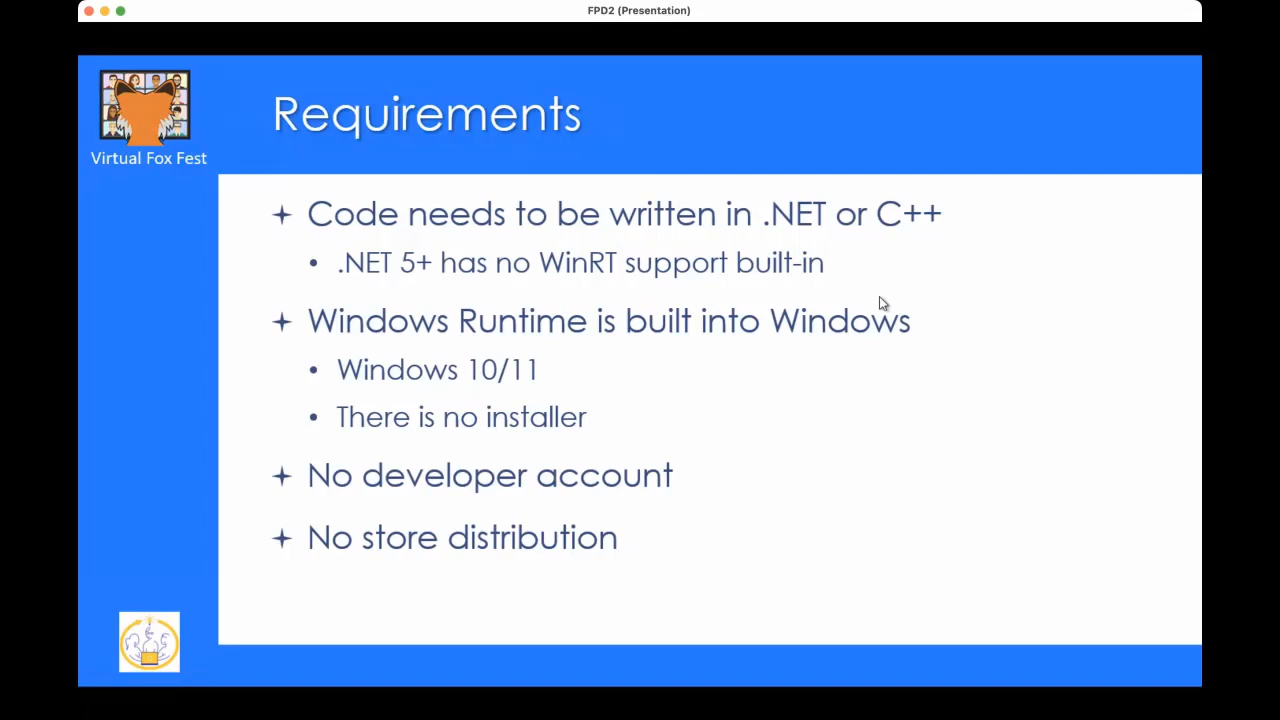 FPD2 (Presentation)
Requirements
Virtual Fox Fest
Code needs to be written in .NET or C++
.NET 5+ has no WinRT support built-in
Windows Runtime is built into Windows
Windows 10/11
There is no installer
No developer account
No store distribution